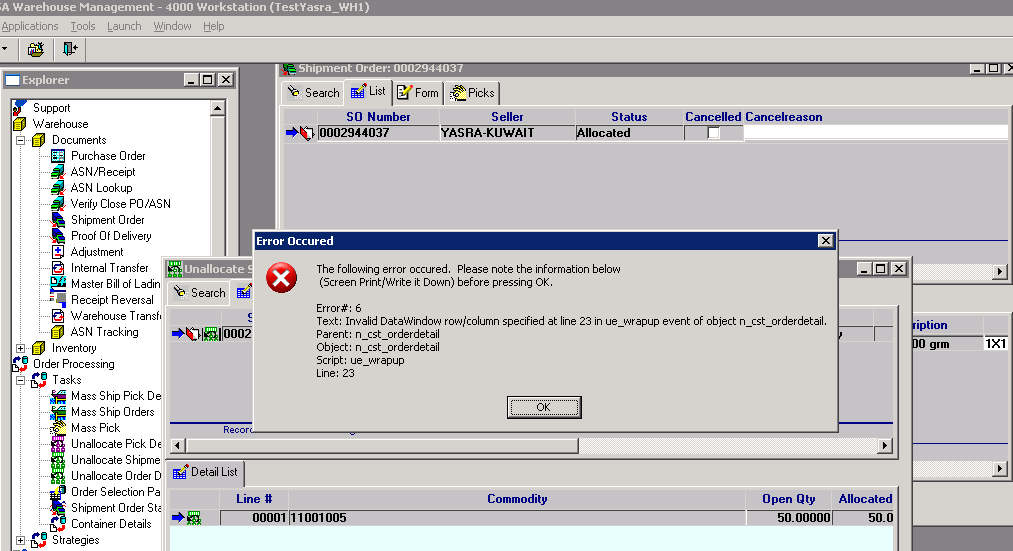 SA Warehouse Management - 4000 Workstation (TestYasra_WH1)
Applications Tools Launch Window Help
Explorer
Support
Warehouse
Documents
Purchase Order
ASN/Receipt
ASN Lookup
Verify Close PO/ASN
Shipment Order
Proof Of Delivery
Adjustment
Internal Transfer
Master Bill of Ladin
Receipt Reversal
Warehouse Transf
ASN Tracking
Inventory
Order Processing
Tasks
Mass Ship Pick De
Mass Ship Orders
Mass Pick
Unallocate Pick De
Unallocate Shipme
Unallocate Order D
Order Selection Pa
Shipment Order Sta
Container Details
Strategies
Shipment Order: 0002944037
Search List Form Picks
SO Number Seller Status Cancelled Cancelreason
0002944037 YASRA-KUWAIT Allocated
Unallocate S
Search
S
0002
Recor
ription
00 grm 1X1
Error Occured
The following error occured. Please note the information below
(Screen Print/Write it Down) before pressing OK.
Error#: 6
Text: Invalid DataWindow row/column specified at line 23 in ue_wrapup event of object n_cst_orderdetail.
Parent: n_cst_orderdetail
Object: n_cst_orderdetail
Script: ue_wrapup
Line: 23
OK
Detail List
Line # Commodity Open Qty Allocated
00001 11001005 50.00000 50.0